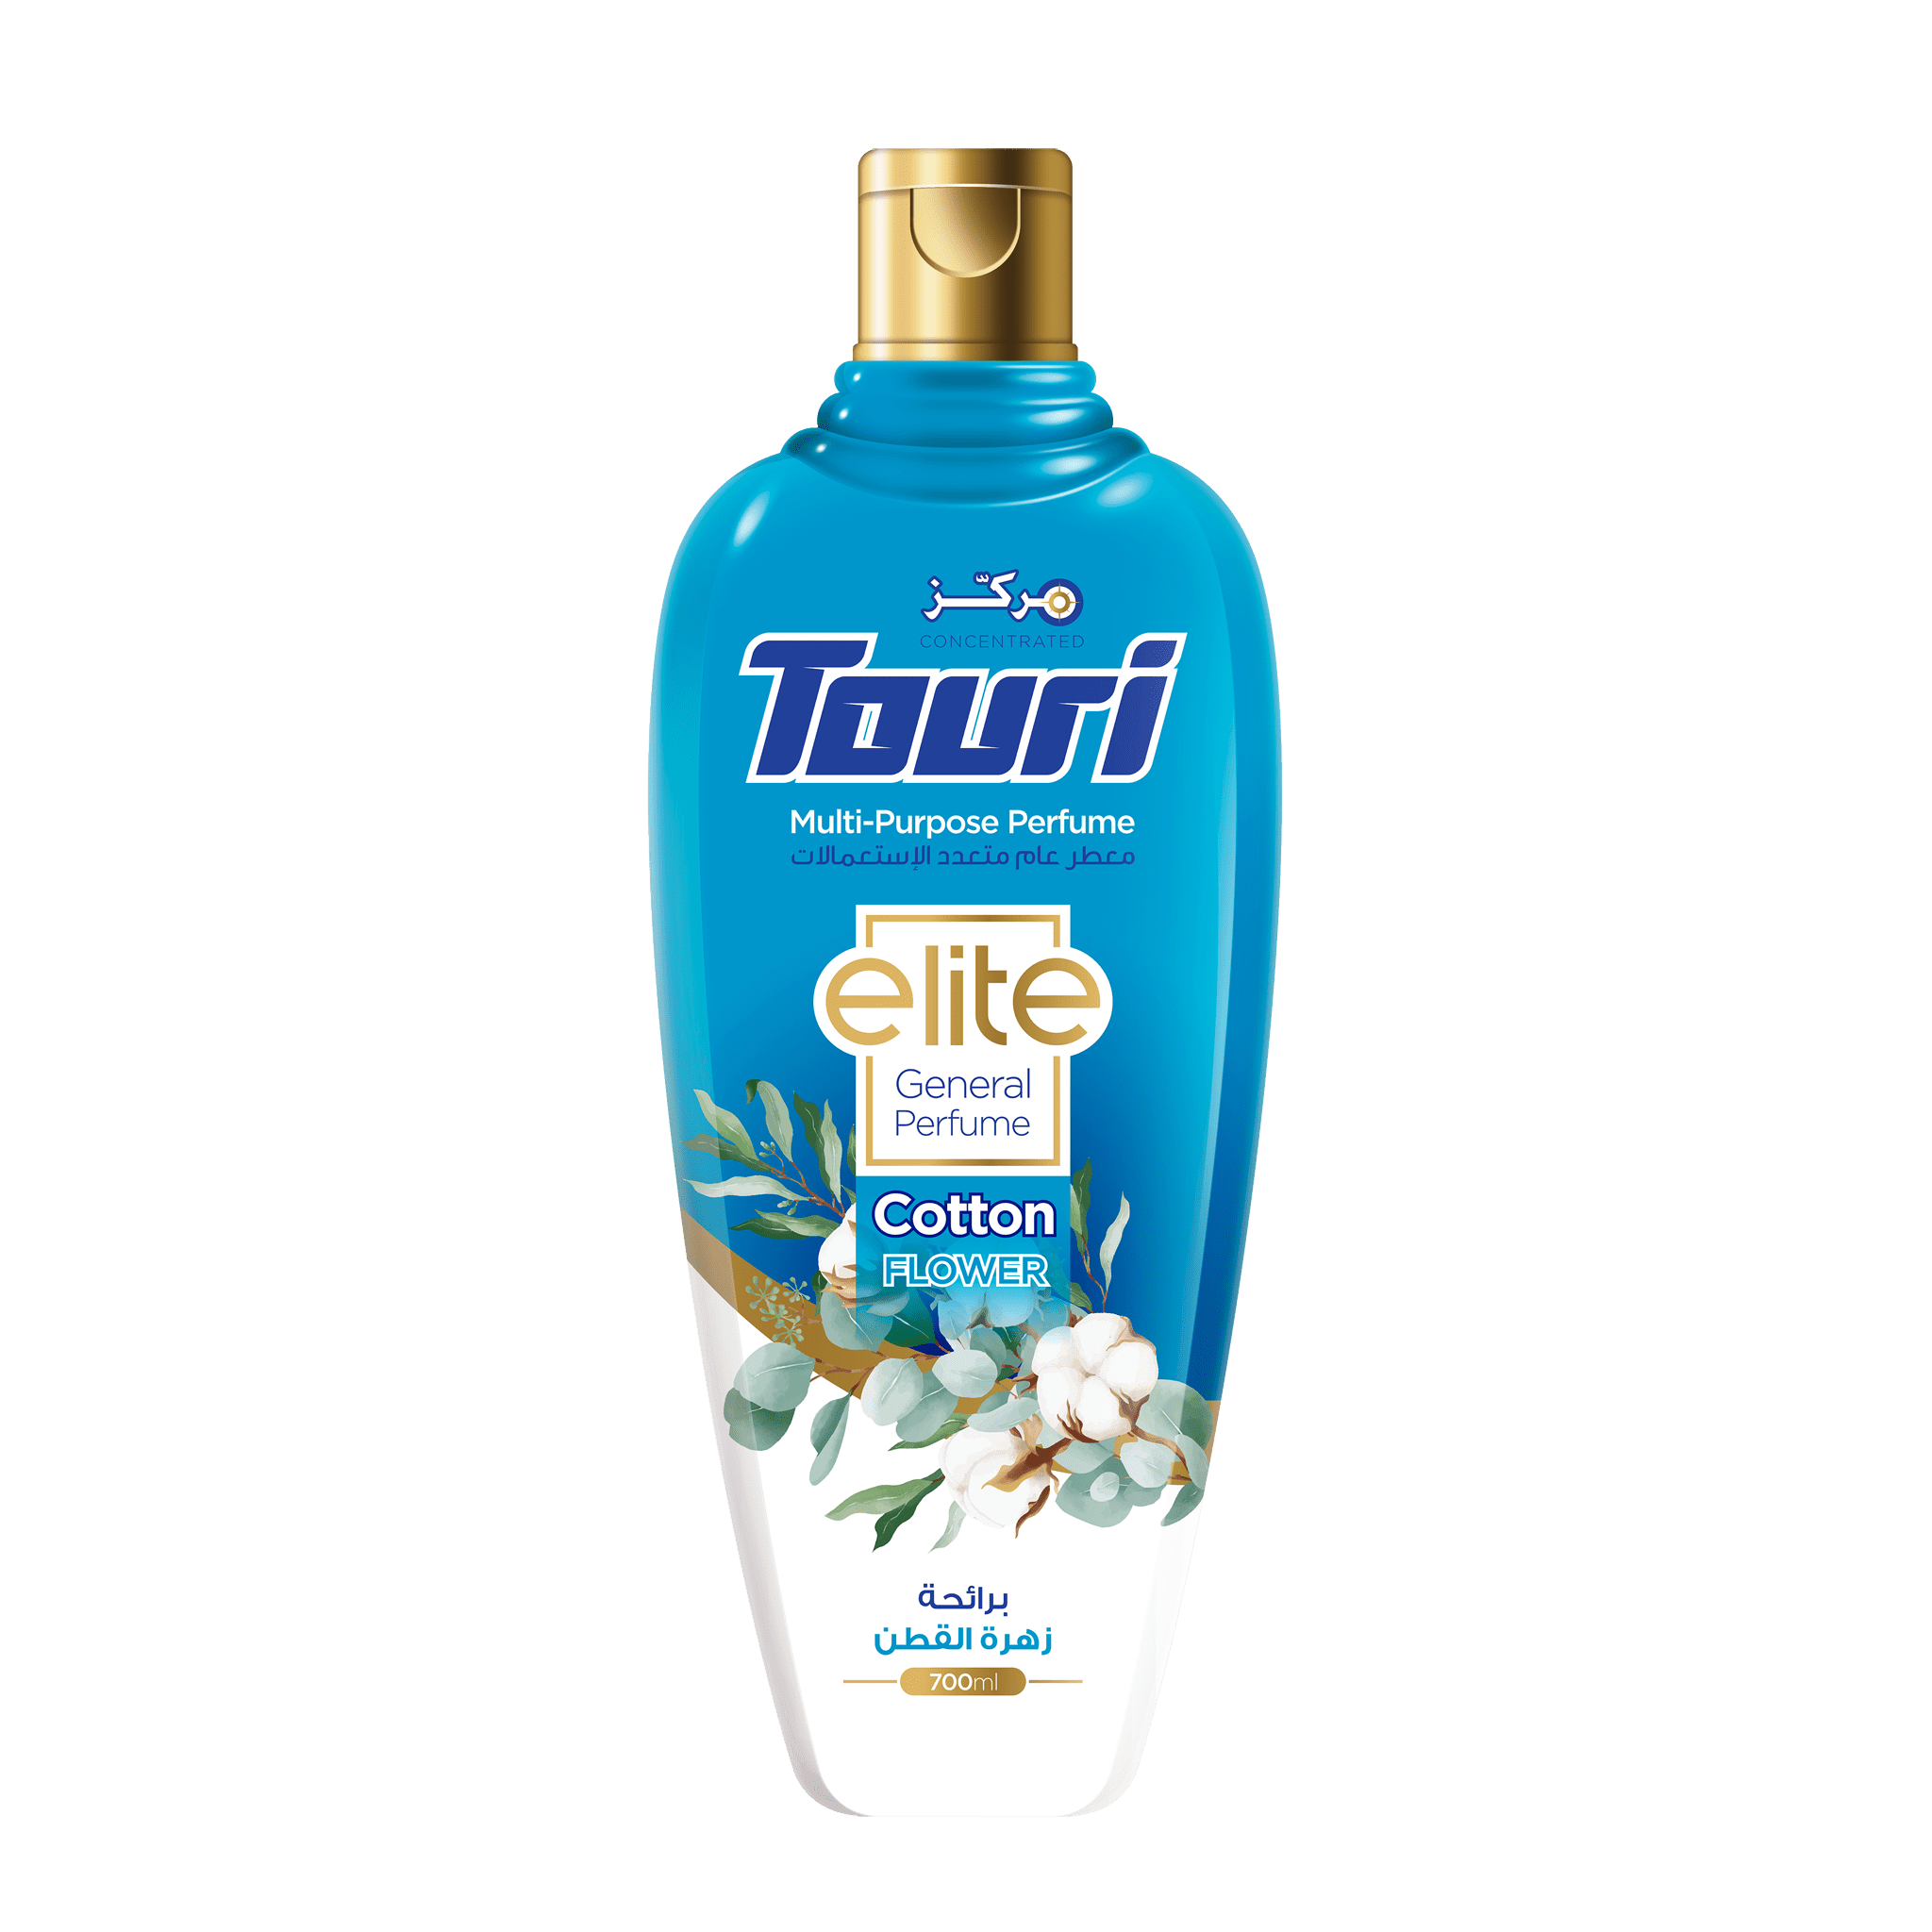 مركّز
CONCENTRATED
Touri
Multi-Purpose Perfume
معطر عام متعدد الإستعمالات
elite
General
Perfume
Cotton
FLOWER
برائحة
زهرة القطن
700ml